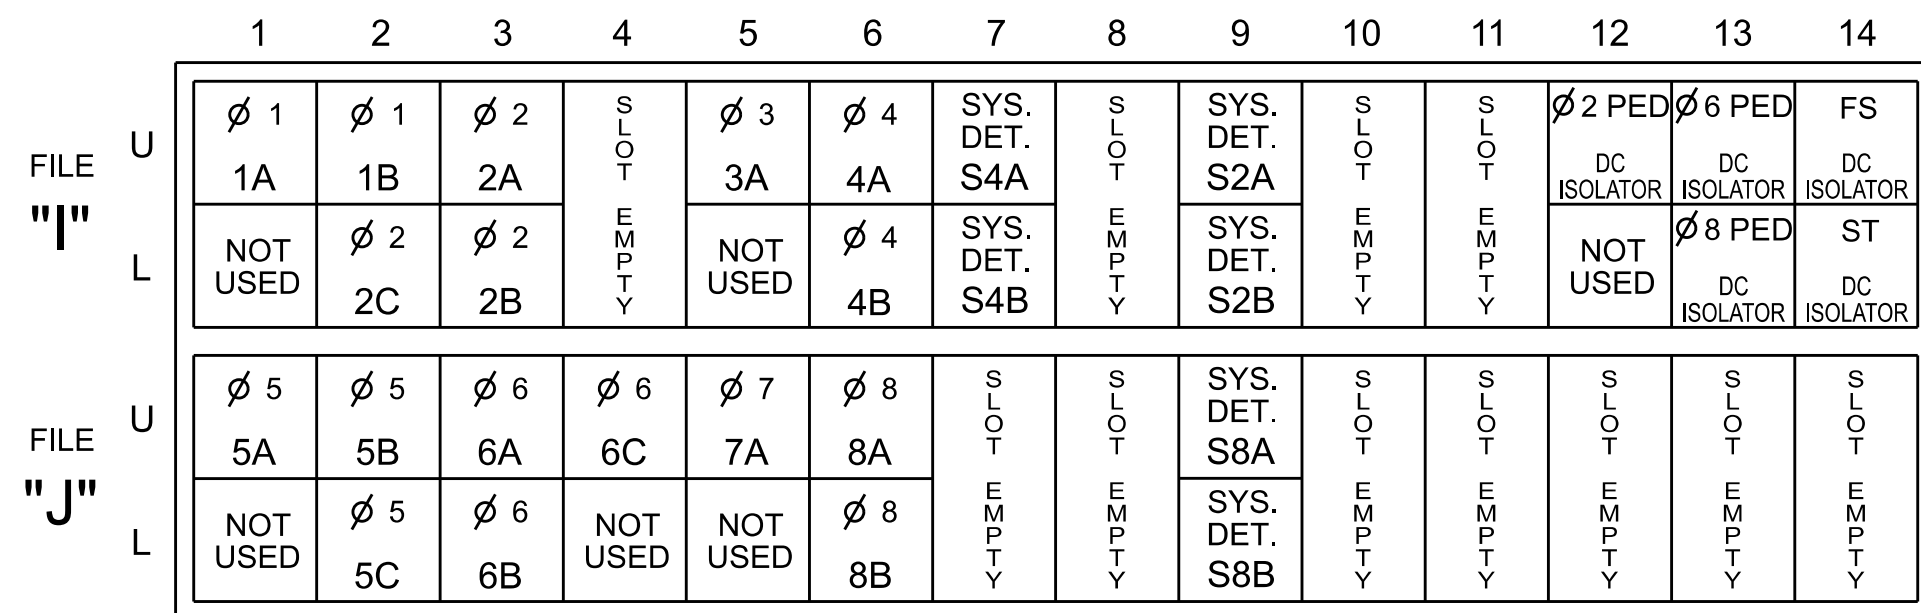 1 2 3 4 5 6 7 8 9 10 11 12 13 14
FILE
"I"
U
L
Ø 1
1A
Ø 1
1B
Ø 2
2A
SLOT EMPTY
Ø 3
3A
Ø 4
4A
SYS.
DET.
S4A
SLOT EMPTY
SYS.
DET.
S2A
SLOT EMPTY
SLOT EMPTY
Ø 2 PED
DC
ISOLATOR
Ø 6 PED
DC
ISOLATOR
FS
DC
ISOLATOR
NOT
USED
Ø 2
2C
Ø 2
2B
NOT
USED
Ø 4
4B
SYS.
DET.
S4B
SYS.
DET.
S2B
NOT
USED
Ø 8 PED
DC
ISOLATOR
ST
DC
ISOLATOR
FILE
"J"
U
L
Ø 5
5A
Ø 5
5B
Ø 6
6A
Ø 6
6C
Ø 7
7A
Ø 8
8A
SLOT EMPTY
SLOT EMPTY
SYS.
DET.
S8A
SLOT EMPTY
SLOT EMPTY
SLOT EMPTY
SLOT EMPTY
SLOT EMPTY
NOT
USED
Ø 5
5C
Ø 6
6B
NOT
USED
NOT
USED
Ø 8
8B
SYS.
DET.
S8B